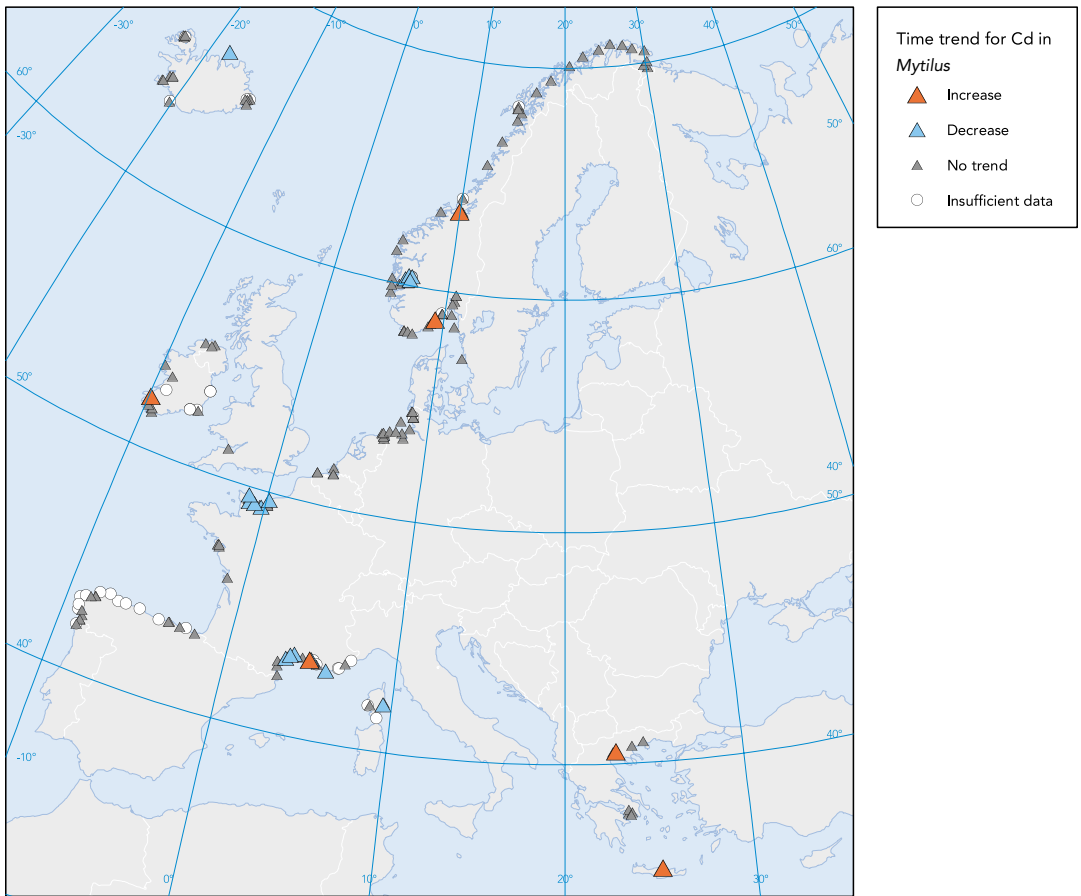 -30° -20° -10° 0° 10° 20° 30° 40° 50°
60°
-30°
50°
60°
50°
40°
50°
40°
40°
-10°
0° 10° 20° 30°
Time trend for Cd in
Mytilus
Increase
Decrease
No trend
Insufficient data